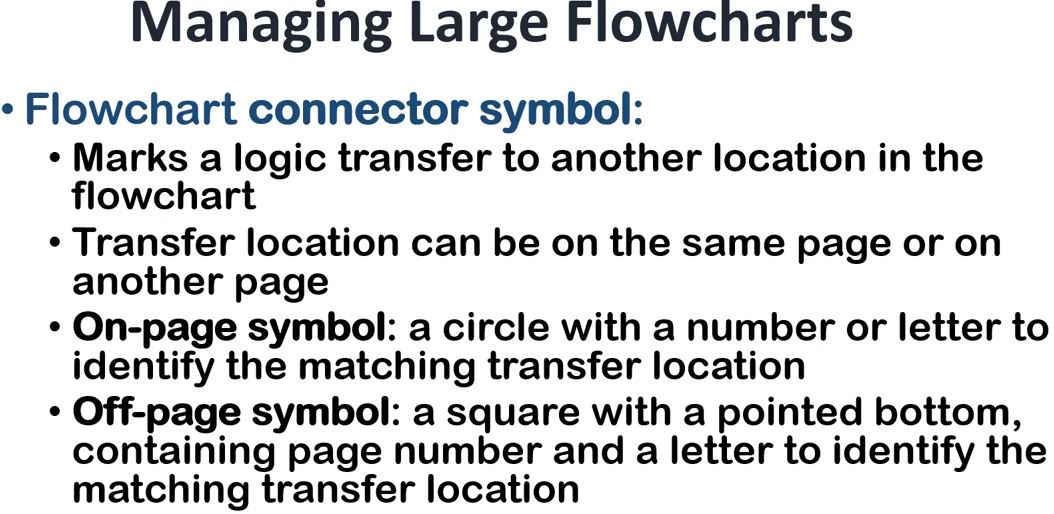 Managing Large Flowcharts
• Flowchart connector symbol:
• Marks a logic transfer to another location in the
flowchart
• Transfer location can be on the same page or on
another page
• On-page symbol: a circle with a number or letter to
identify the matching transfer location
• Off-page symbol: a square with a pointed bottom,
containing page number and a letter to identify the
matching transfer location